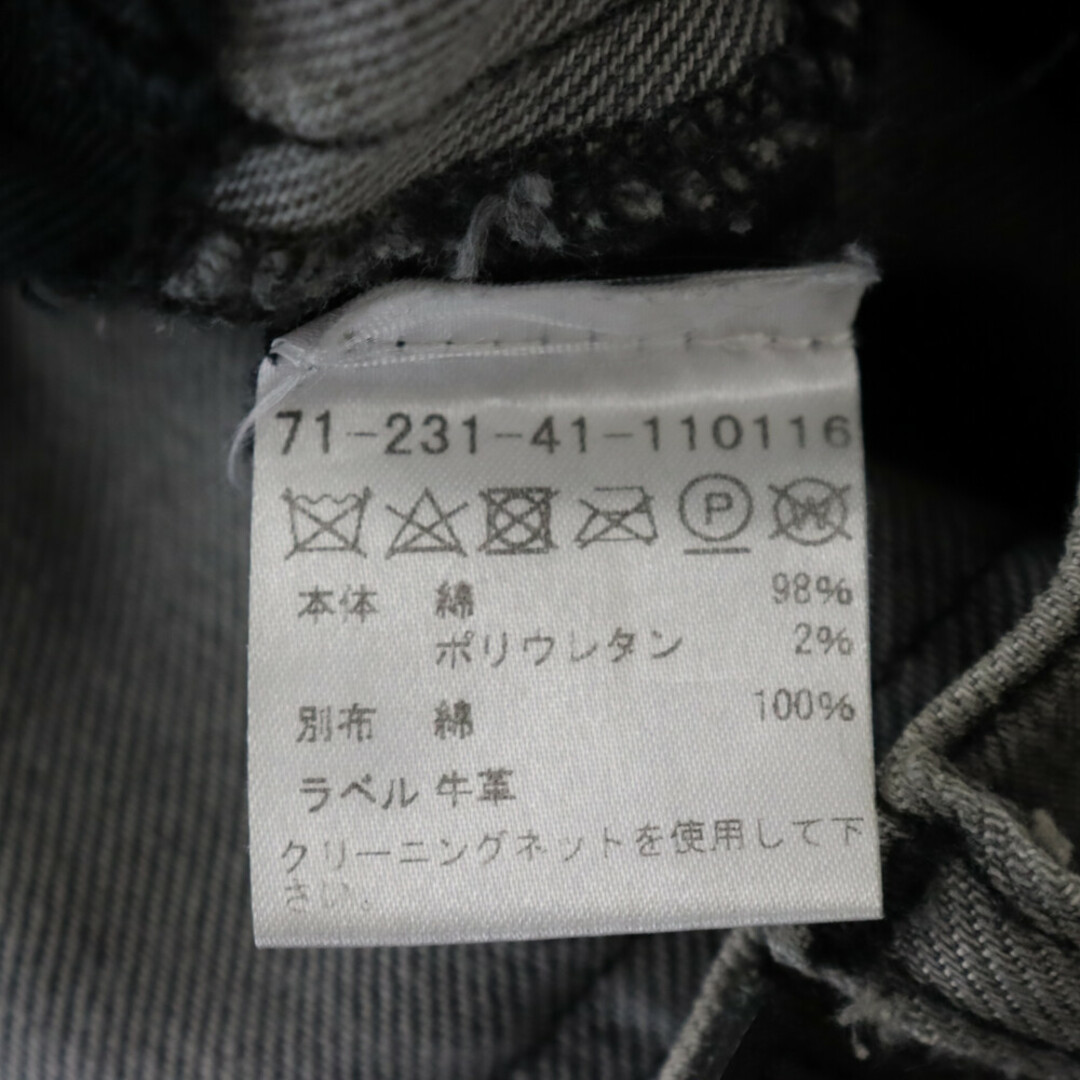 71-231-41-110116
P W
本体 綿 98%
ポリウレタン 2%
別布 綿 100%
ラベル 牛革
クリーニングネットを使用して下
さい。